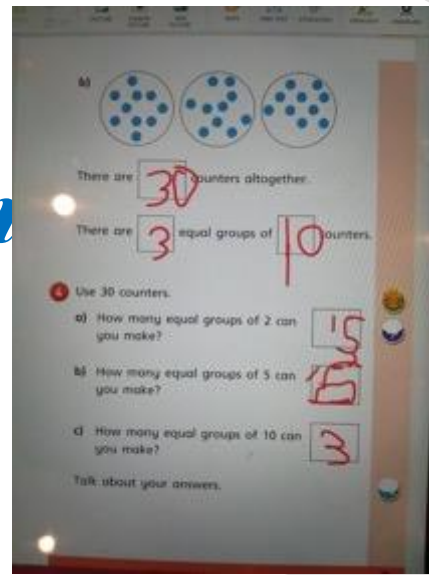 b)
There are 30 counters altogether.
There are 3 equal groups of 10 counters.
4 Use 30 counters.
a) How many equal groups of 2 can 15
you make?
b) How many equal groups of 5 can
you make?
c) How many equal groups of 10 can 3
you make?
Talk about your answers.